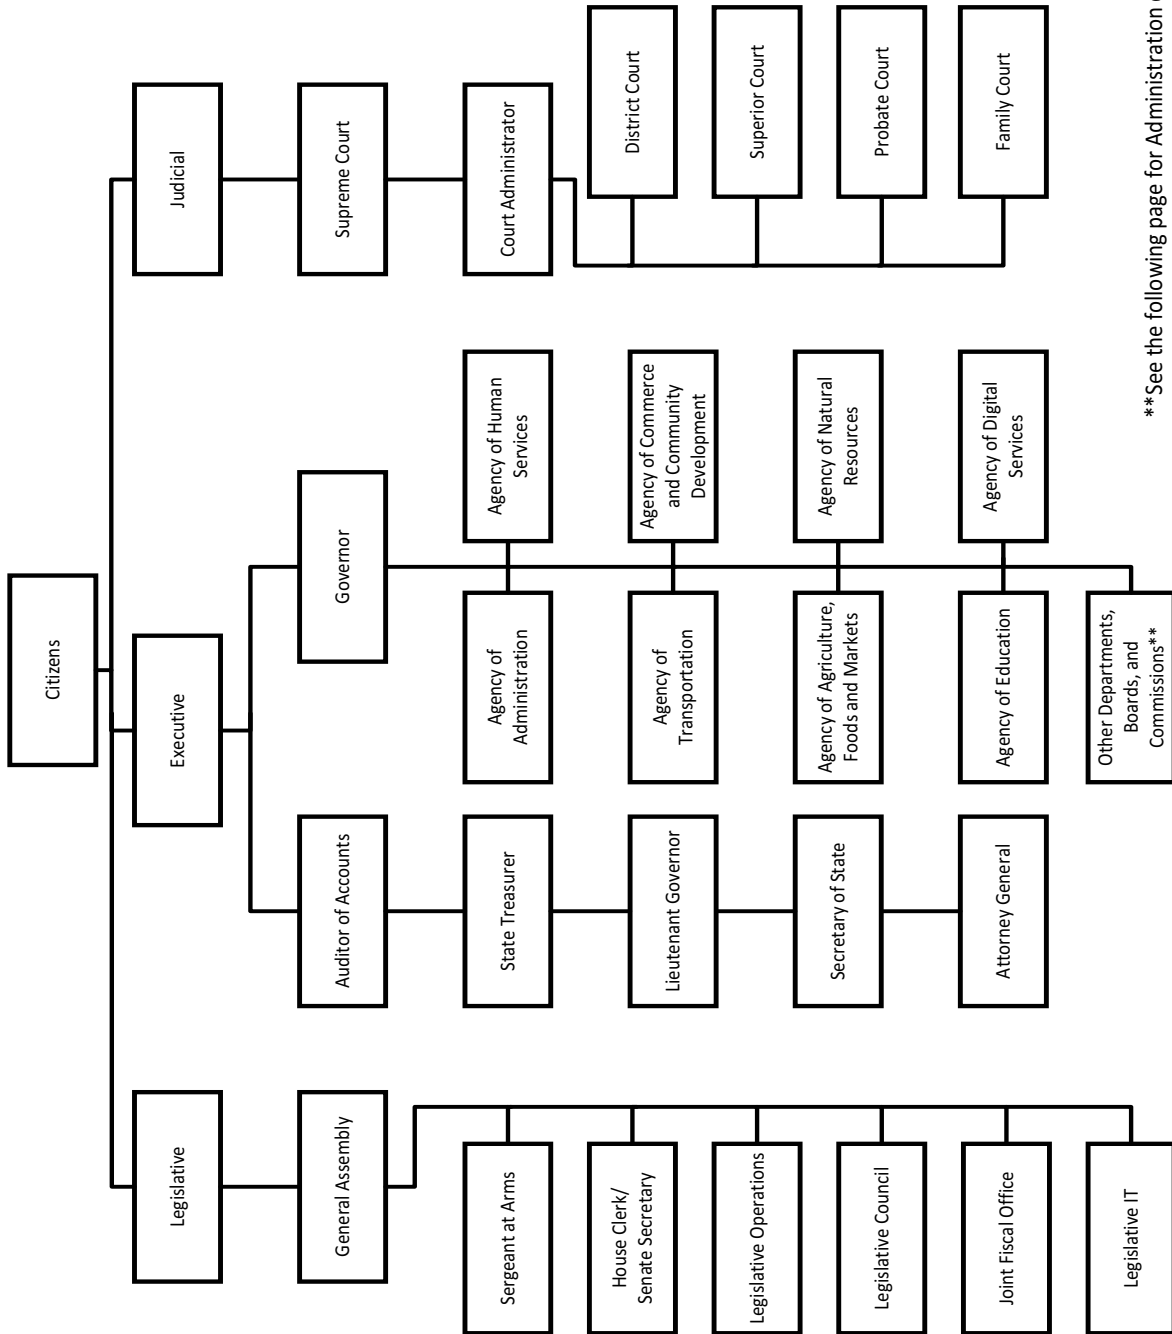 Citizens
Legislative
Executive
Judicial
General Assembly
Auditor of Accounts
Governor
Supreme Court
Sergeant at Arms
State Treasurer
Agency of
Administration
Agency of Human
Services
Court Administrator
House Clerk/
Senate Secretary
Lieutenant Governor
Agency of
Transportation
Agency of Commerce
and Community
Development
District Court
Legislative Operations
Superior Court
Legislative Council
Secretary of State
Agency of Agriculture,
Foods and Markets
Agency of Natural
Resources
Probate Court
Joint Fiscal Office
Attorney General
Agency of Education
Agency of Digital
Services
Family Court
Legislative IT
Other Departments,
Boards, and
Commissions**
**See the following page for Administration